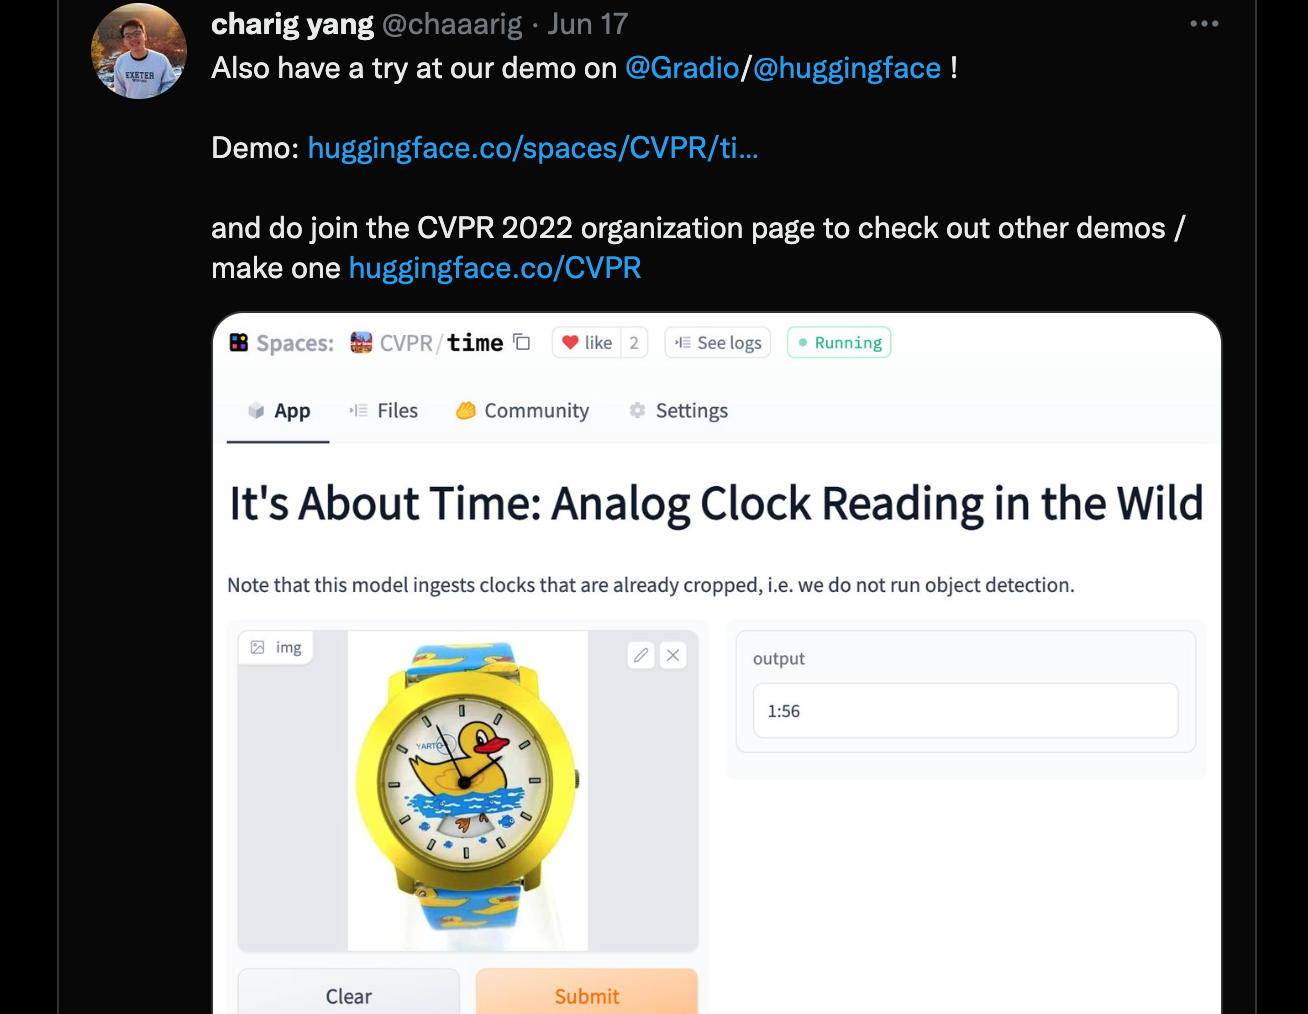 charig yang @chaaarig · Jun 17
Also have a try at our demo on @Gradio/@huggingface !
Demo: huggingface.co/spaces/CVPR/ti...
and do join the CVPR 2022 organization page to check out other demos /
make one huggingface.co/CVPR
EXETER
Spaces: CVPR/time like 2 See logs Running
App Files Community Settings
It's About Time: Analog Clock Reading in the Wild
Note that this model ingests clocks that are already cropped, i.e. we do not run object detection.
img
YARTO
output
1:56
Clear Submit